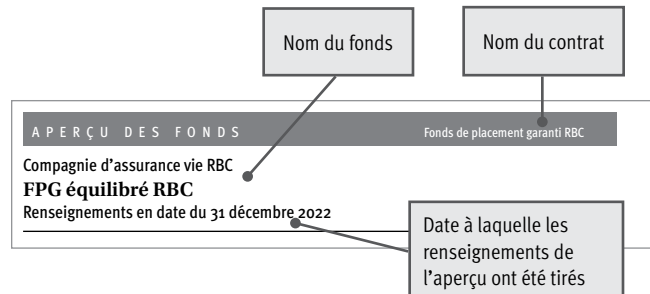 Nom du fonds
Nom du contrat
APERÇU DES FONDS
Fonds de placement garanti RBC
Compagnie d'assurance vie RBC
FPG équilibré RBC
Renseignements en date du 31 décembre 2022
Date à laquelle les
renseignements de
l'aperçu ont été tirés